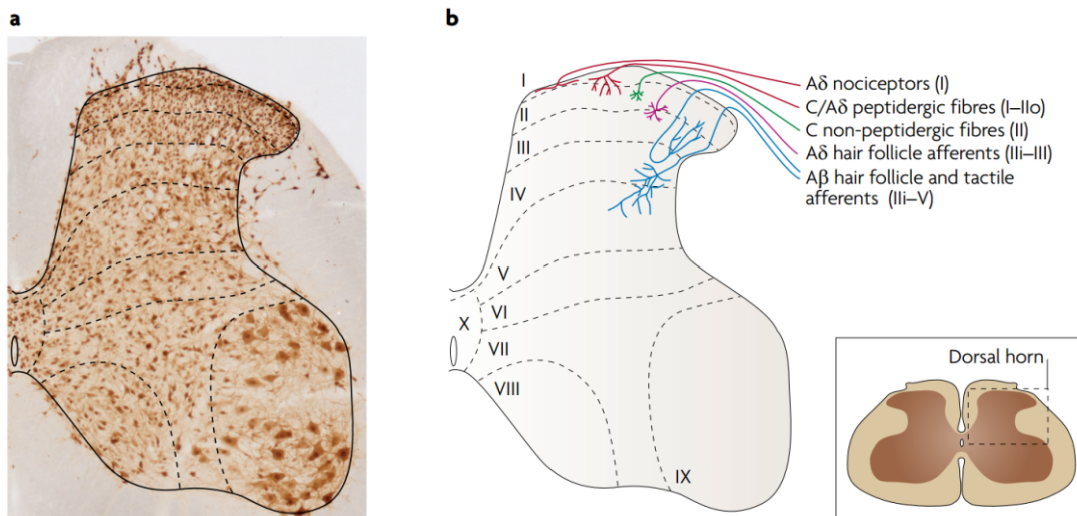 a
b
I
II
III
IV
V
VI
X
VII
VIII
IX
Aδ nociceptors (I)
C/Aδ peptidergic fibres (I–IIo)
C non-peptidergic fibres (II)
Aδ hair follicle afferents (IIi–III)
Aβ hair follicle and tactile
afferents (IIi–V)
Dorsal horn